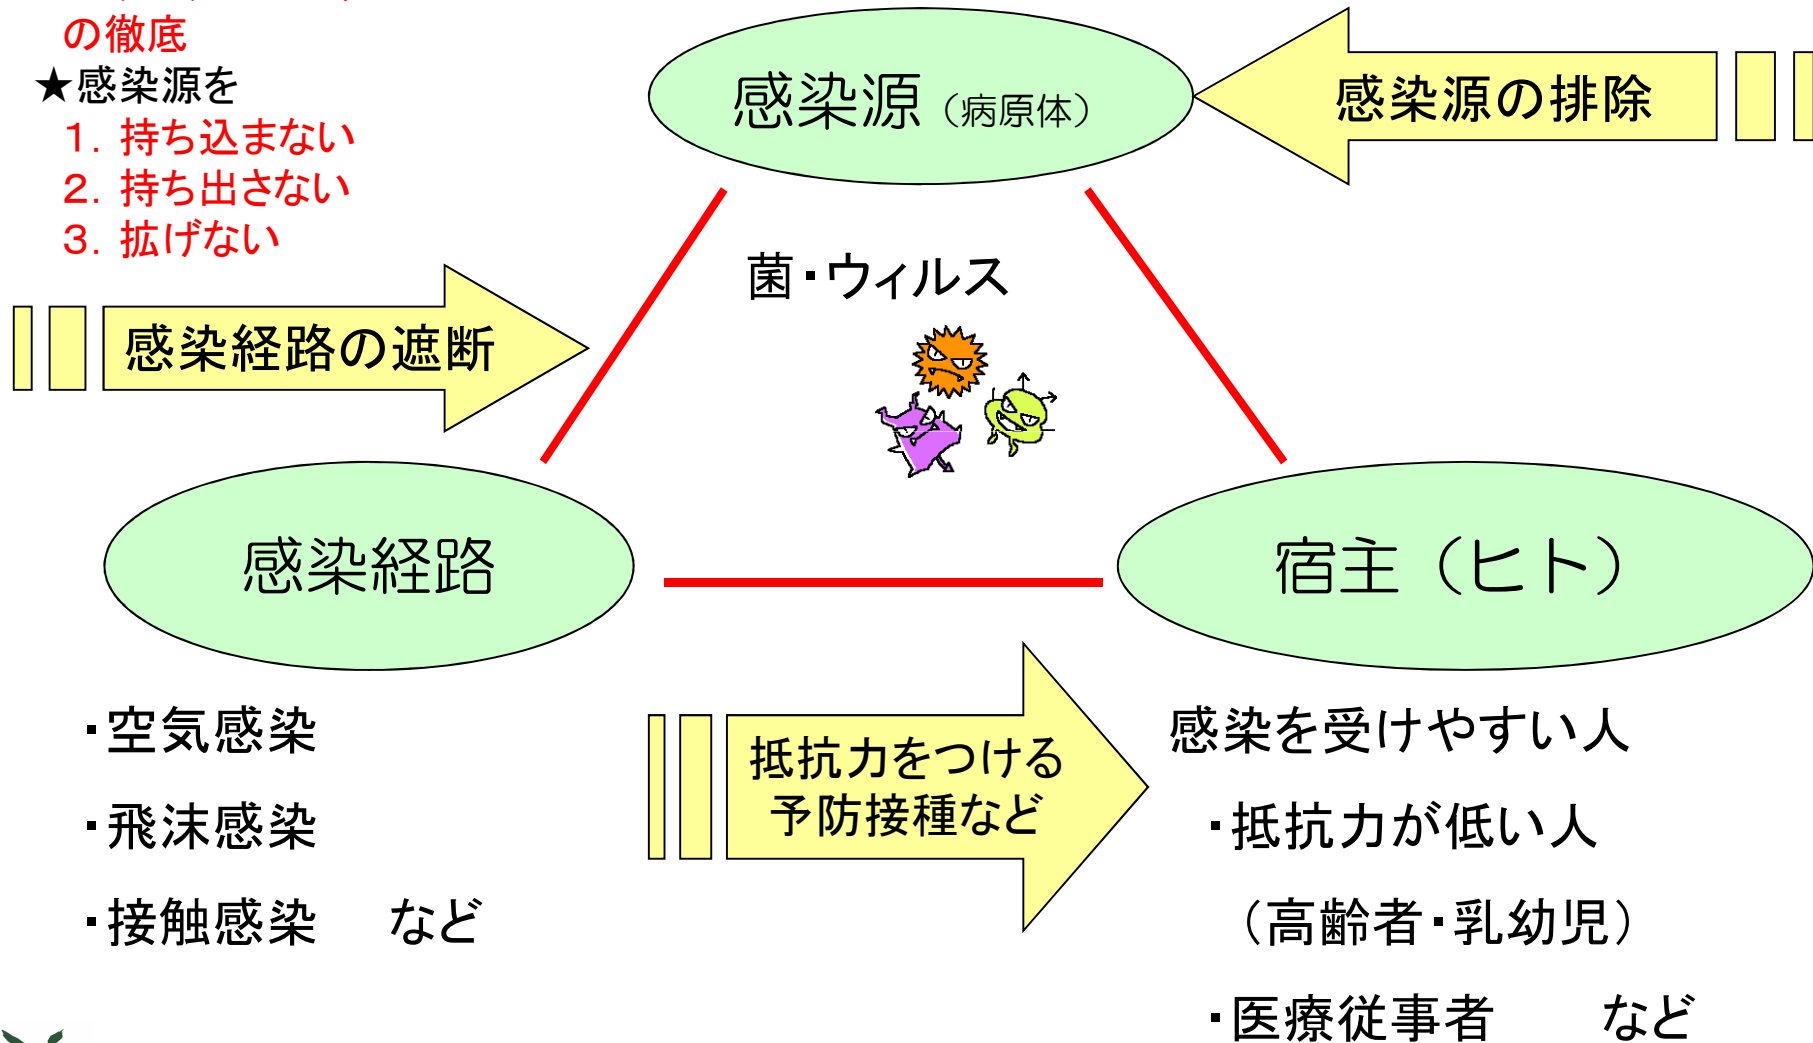 の徹底
★感染源を
1. 持ち込まない
2. 持ち出さない
3. 拡げない
感染源（病原体）
感染源の排除
菌・ウィルス
感染経路の遮断
感染経路
宿主（ヒト）
・空気感染
・飛沫感染
・接触感染　など
抵抗力をつける
予防接種など
感染を受けやすい人
・抵抗力が低い人
（高齢者・乳幼児）
・医療従事者　　など